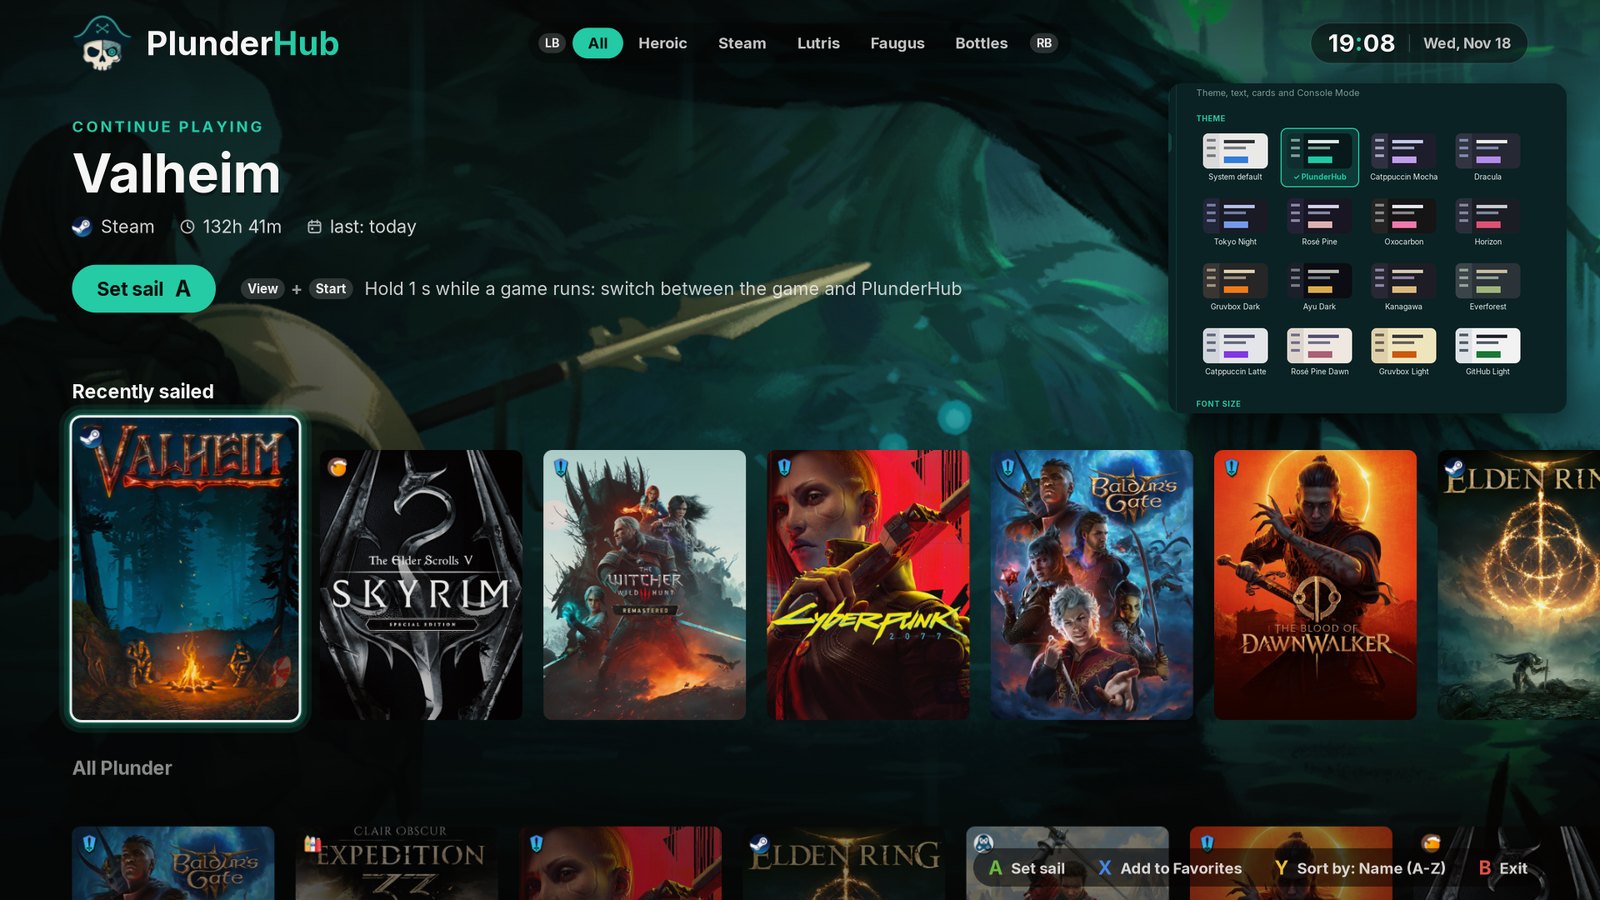 PlunderHub
LB All Heroic Steam Lutris Faugus Bottles RB
19:08 Wed, Nov 18
CONTINUE PLAYING
Valheim
Steam 132h 41m last: today
Set sail A
View + Start Hold 1 s while a game runs: switch between the game and PlunderHub
Theme, text, cards and Console Mode
THEME
System default ✓ PlunderHub Catppuccin Mocha Dracula
Tokyo Night Rosé Pine Oxocarbon Horizon
Gruvbox Dark Ayu Dark Kanagawa Everforest
Catppuccin Latte Rosé Pine Dawn Gruvbox Light GitHub Light
FONT SIZE
Recently sailed
VALHEIM
The Elder Scrolls V
SKYRIM
SPECIAL EDITION
THE
WITCHER
WILD HUNT
REMASTERED
Cyberpunk
2077
Baldur's
Gate
THE BLOOD OF
DAWNWALKER
ELDEN RIN
All Plunder
Baldur's
Gate
CLAIR OBSCUR
EXPEDITION
33
ELDEN RING
A Set sail X Add to Favorites Y Sort by: Name (A-Z) B Exit